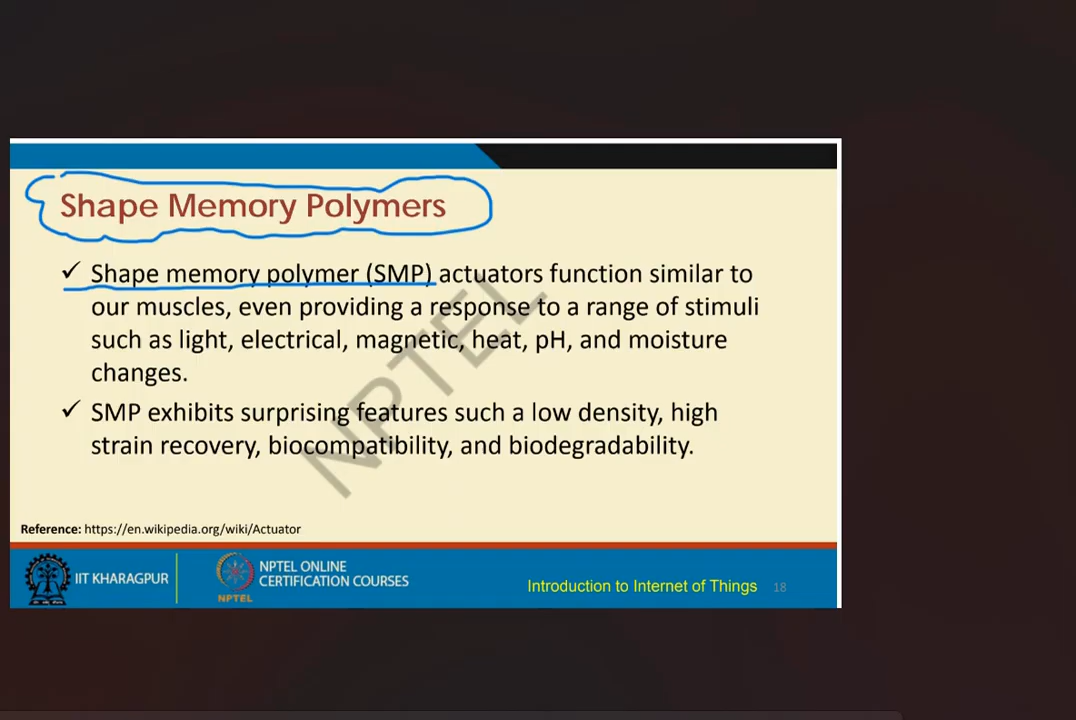 Shape Memory Polymers
✓ Shape memory polymer (SMP) actuators function similar to
our muscles, even providing a response to a range of stimuli
such as light, electrical, magnetic, heat, pH, and moisture
changes.
✓ SMP exhibits surprising features such a low density, high
strain recovery, biocompatibility, and biodegradability.
NPTEL
Reference: https://en.wikipedia.org/wiki/Actuator
IIT KHARAGPUR
NPTEL ONLINE
CERTIFICATION COURSES
NPTEL
Introduction to Internet of Things 18